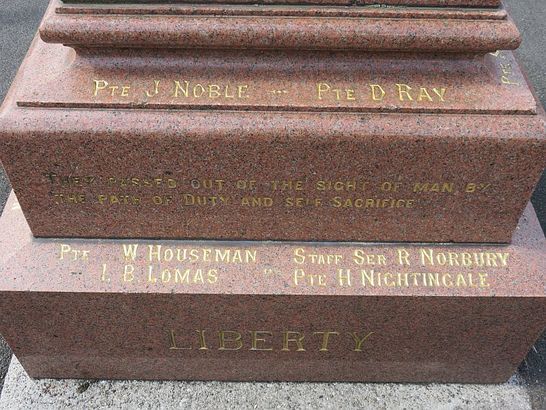 Pte J Noble --- Pte D Ray
Pte
They passed out of the sight of man by
the path of Duty and self sacrifice
Pte W Houseman Staff Ser R Norbury
" I B Lomas " Pte H Nightingale
LIBERTY